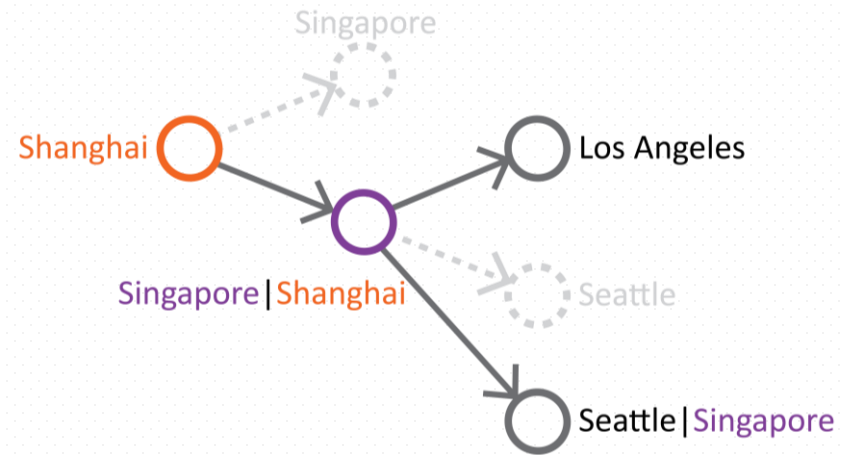 Singapore
Shanghai
Los Angeles
Singapore|Shanghai
Seattle
Seattle|Singapore